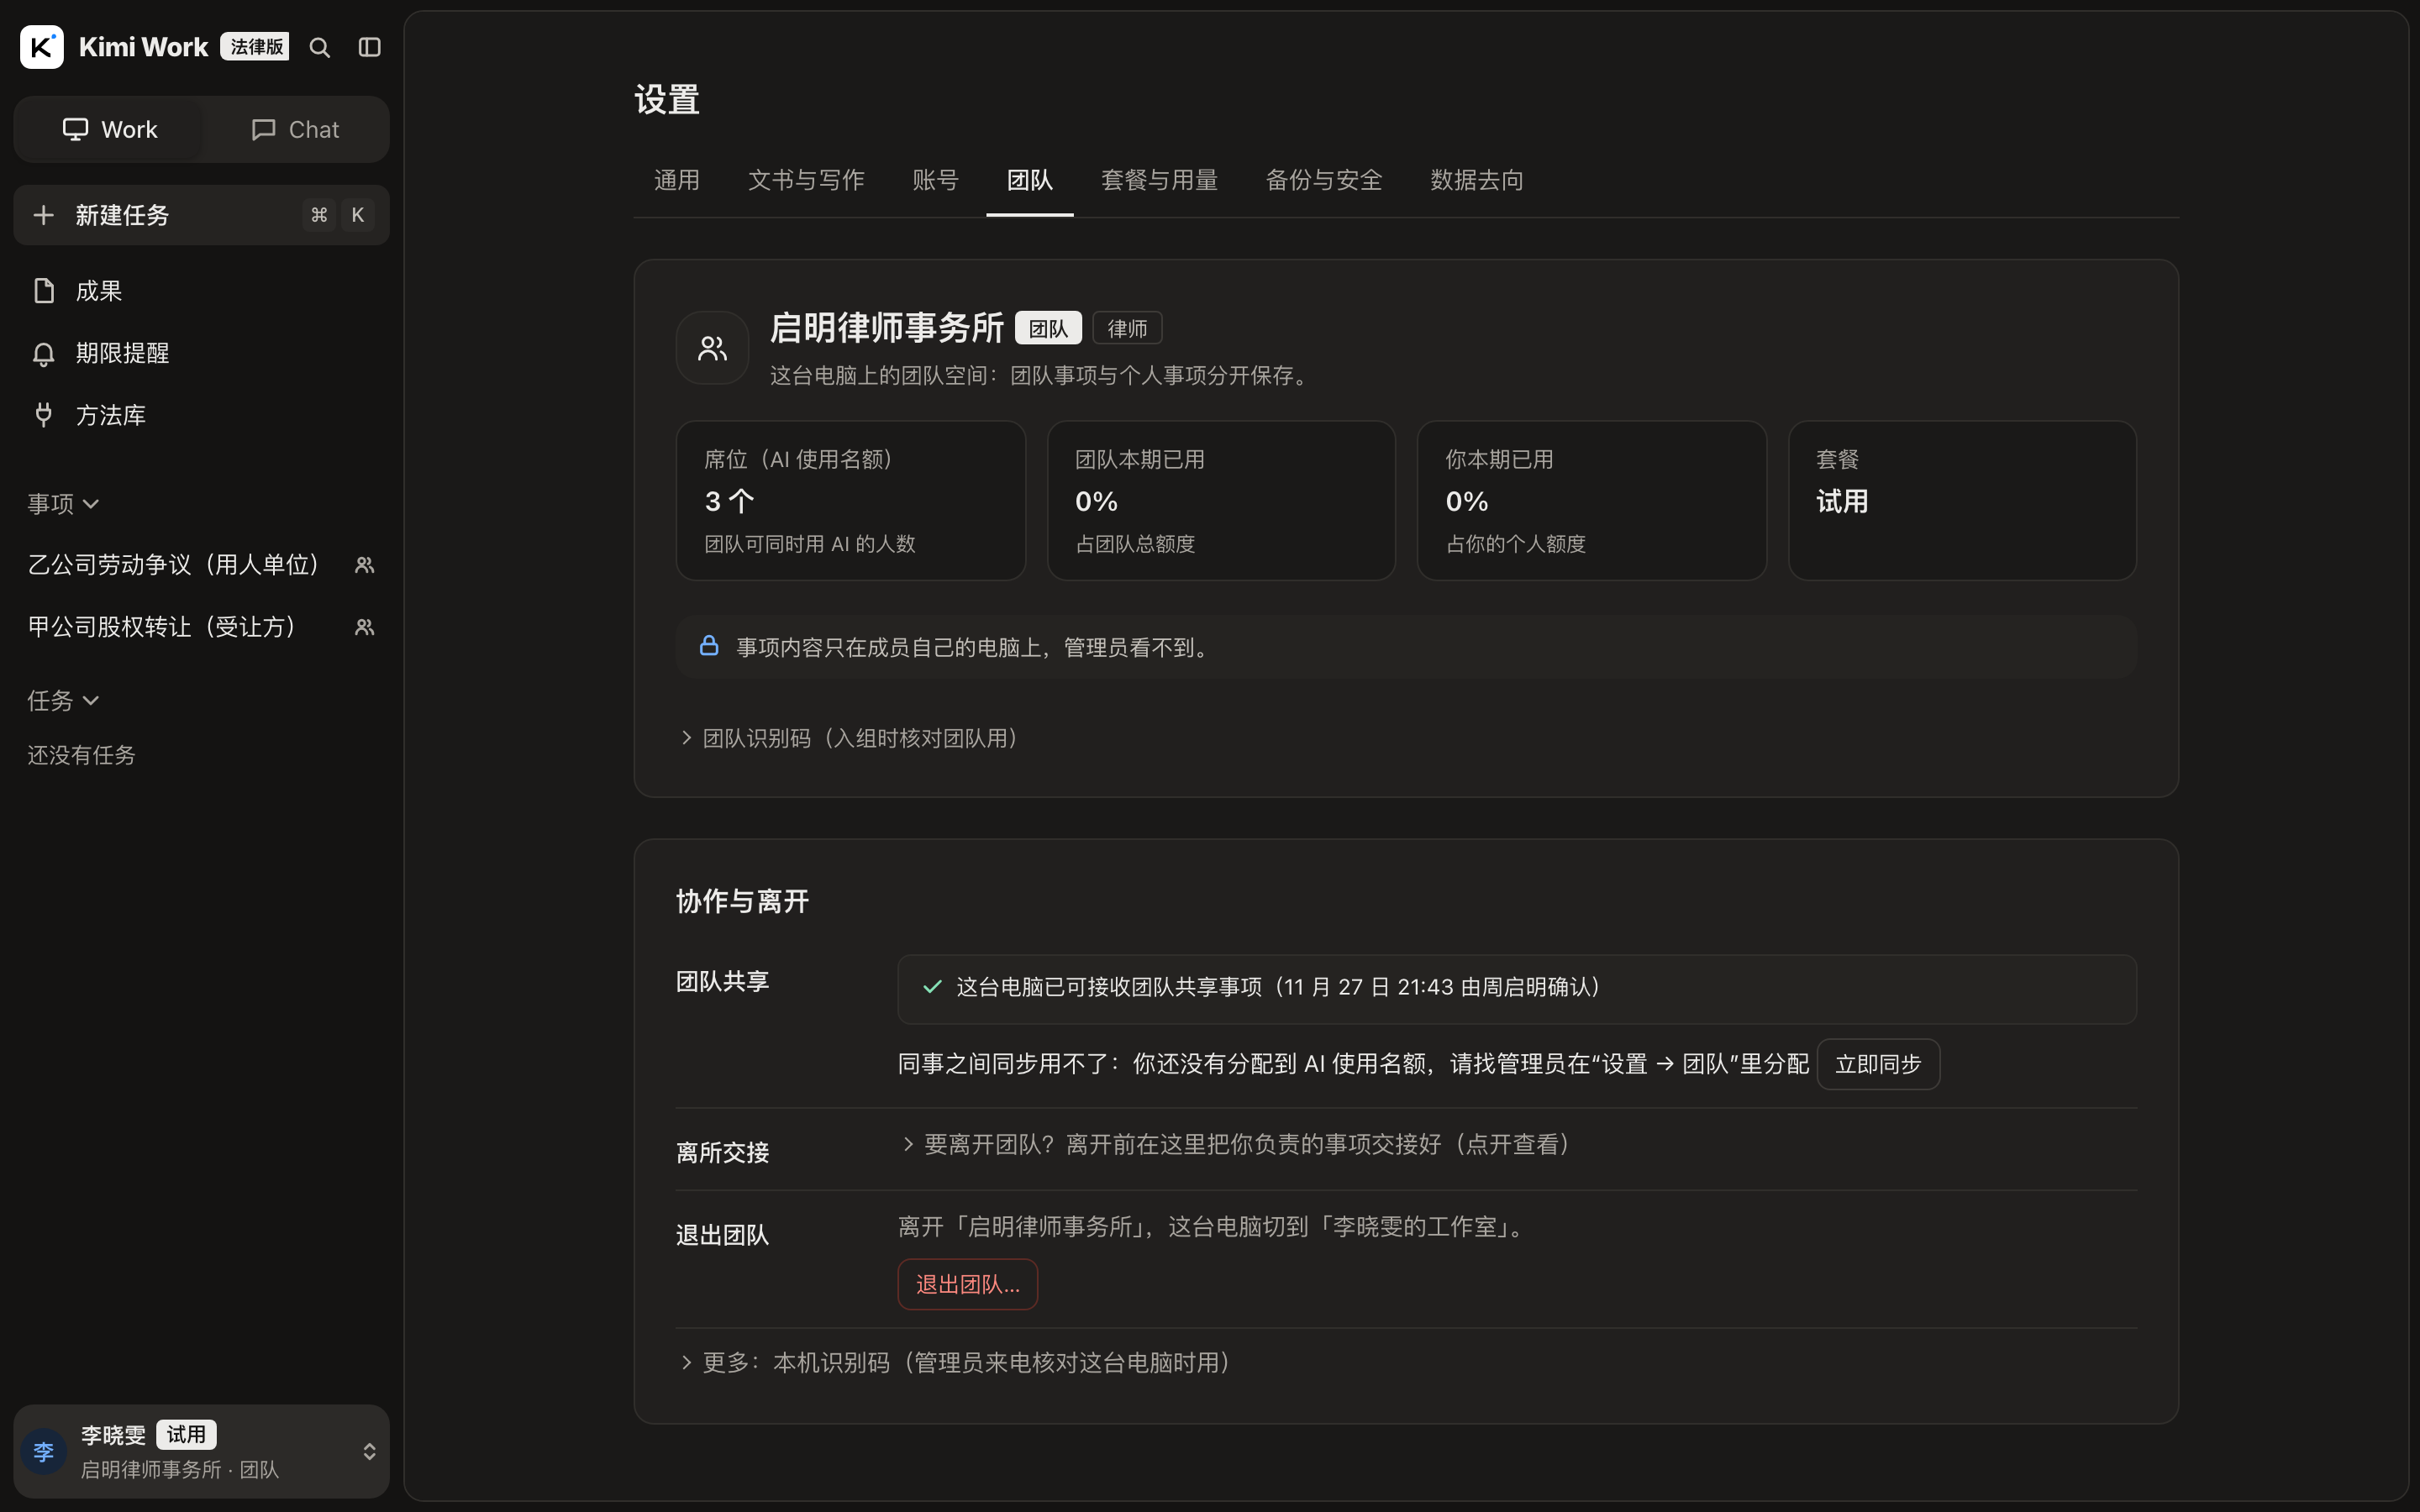 Kimi Work 法律版
Work
Chat
新建任务 ⌘ K
成果
期限提醒
方法库
事项
乙公司劳动争议（用人单位）
甲公司股权转让（受让方）
任务
还没有任务
李
李晓雯 试用
启明律师事务所 · 团队
设置
通用 文书与写作 账号 团队 套餐与用量 备份与安全 数据去向
启明律师事务所 团队 律师
这台电脑上的团队空间：团队事项与个人事项分开保存。
席位（AI 使用名额）
3 个
团队可同时用 AI 的人数
团队本期已用
0%
占团队总额度
你本期已用
0%
占你的个人额度
套餐
试用
事项内容只在成员自己的电脑上，管理员看不到。
团队识别码（入组时核对团队用）
协作与离开
团队共享
这台电脑已可接收团队共享事项（11 月 27 日 21:43 由周启明确认）
同事之间同步用不了：你还没有分配到 AI 使用名额，请找管理员在“设置 → 团队”里分配 立即同步
离所交接
要离开团队？离开前在这里把你负责的事项交接好（点开查看）
退出团队
离开「启明律师事务所」，这台电脑切到「李晓雯的工作室」。
退出团队...
更多：本机识别码（管理员来电核对这台电脑时用）